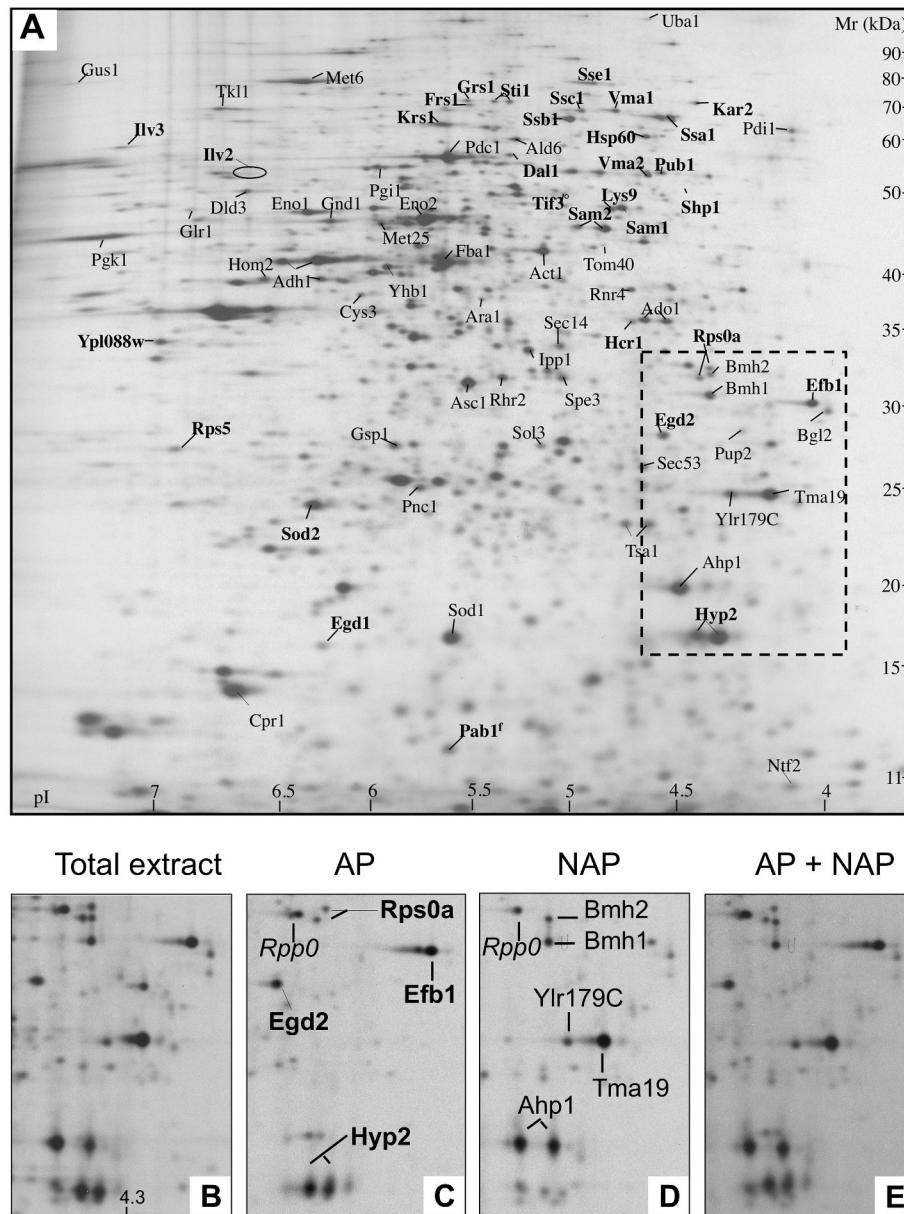 A
Uba1
Mr (kDa)
90
Gus1 Met6 Sse1 80
Tkl1 Frs1 Grs1 Sti1 Ssc1 Vma1 Kar2 70
Krs1 Ssb1 Ssa1 Pdi1
Ilv3 Hsp60 60
Ilv2 Pdc1 Ald6 Dal1 Vma2 Pub1
Pgi1 50
Dld3 Eno1 Gnd1 Eno2 Tif3° Lys9 Shp1
Glr1 Met25 Sam2 Sam1
Pgk1 Hom2 Fba1 Act1 Tom40 40
Adh1 Yhb1 Rnr4
Cys3 Ara1 Sec14 Ado1 35
Ypl088w Ipp1 Hcr1 Rps0a
Bmh2
Asc1 Rhr2 Spe3 Bmh1 Efb1 30
Rps5 Gsp1 Sol3 Egd2 Pup2 Bgl2
Sec53
Pnc1 Ylr179C Tma19 25
Sod2 Tsa1
Ahp1
20
Egd1 Sod1 Hyp2
15
Cpr1
Pab1f
Ntf2
11
pI 7 6.5 6 5.5 5 4.5 4
Total extract AP NAP AP + NAP
Rps0a Bmh2
Rpp0 Rpp0 Bmh1
Efb1
Egd2 Ylr179C
Tma19
Ahp1
Hyp2
4.3
B C D E